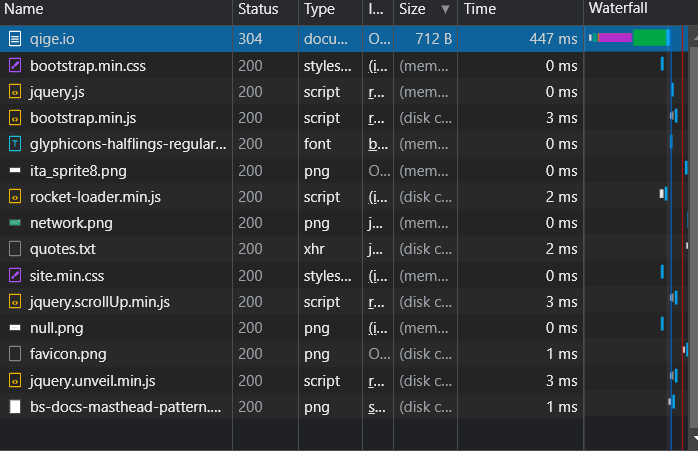 Name Status Type I... Size ▼ Time Waterfall
qige.io 304 docu... O... 712 B 447 ms
bootstrap.min.css 200 styles... (i... (mem... 0 ms
jquery.js 200 script r... (mem... 0 ms
bootstrap.min.js 200 script r... (disk c... 3 ms
glyphicons-halflings-regular... 200 font b... (mem... 0 ms
ita_sprite8.png 200 png O... (mem... 0 ms
rocket-loader.min.js 200 script (i... (disk c... 2 ms
network.png 200 png j... (mem... 0 ms
quotes.txt 200 xhr j... (disk c... 2 ms
site.min.css 200 styles... (i... (mem... 0 ms
jquery.scrollUp.min.js 200 script r... (disk c... 3 ms
null.png 200 png (i... (mem... 0 ms
favicon.png 200 png O... (disk c... 1 ms
jquery.unveil.min.js 200 script r... (disk c... 3 ms
bs-docs-masthead-pattern.... 200 png s... (disk c... 1 ms